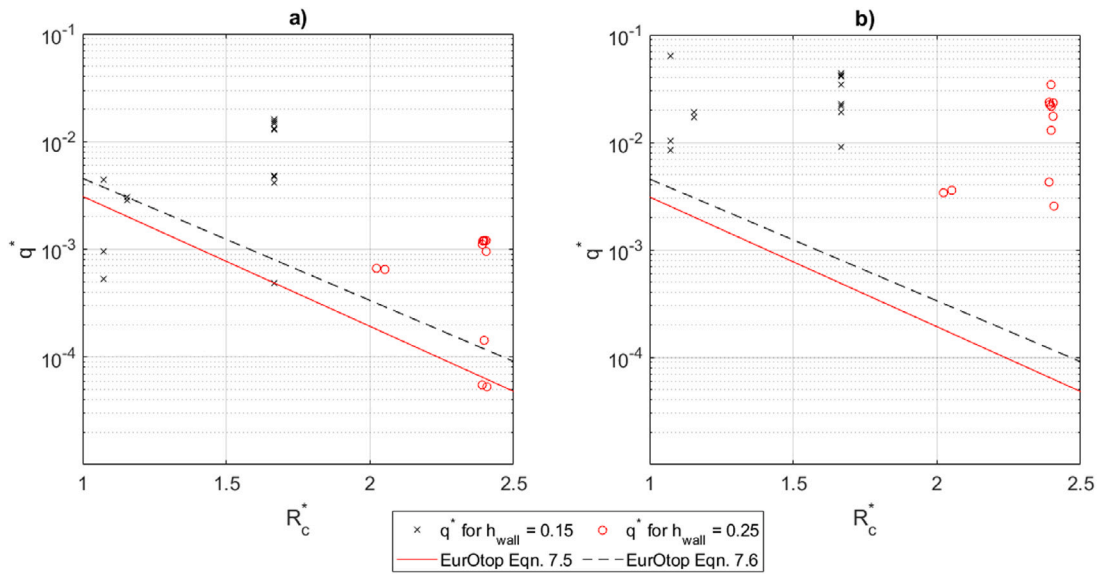 a)
b)
10^-1
10^-2
10^-3
10^-4
q^*
1
1.5
2
2.5
R_c^*
10^-1
10^-2
10^-3
10^-4
q^*
1
1.5
2
2.5
R_c^*
q^* for h_wall = 0.15
q^* for h_wall = 0.25
EurOtop Eqn. 7.5
EurOtop Eqn. 7.6